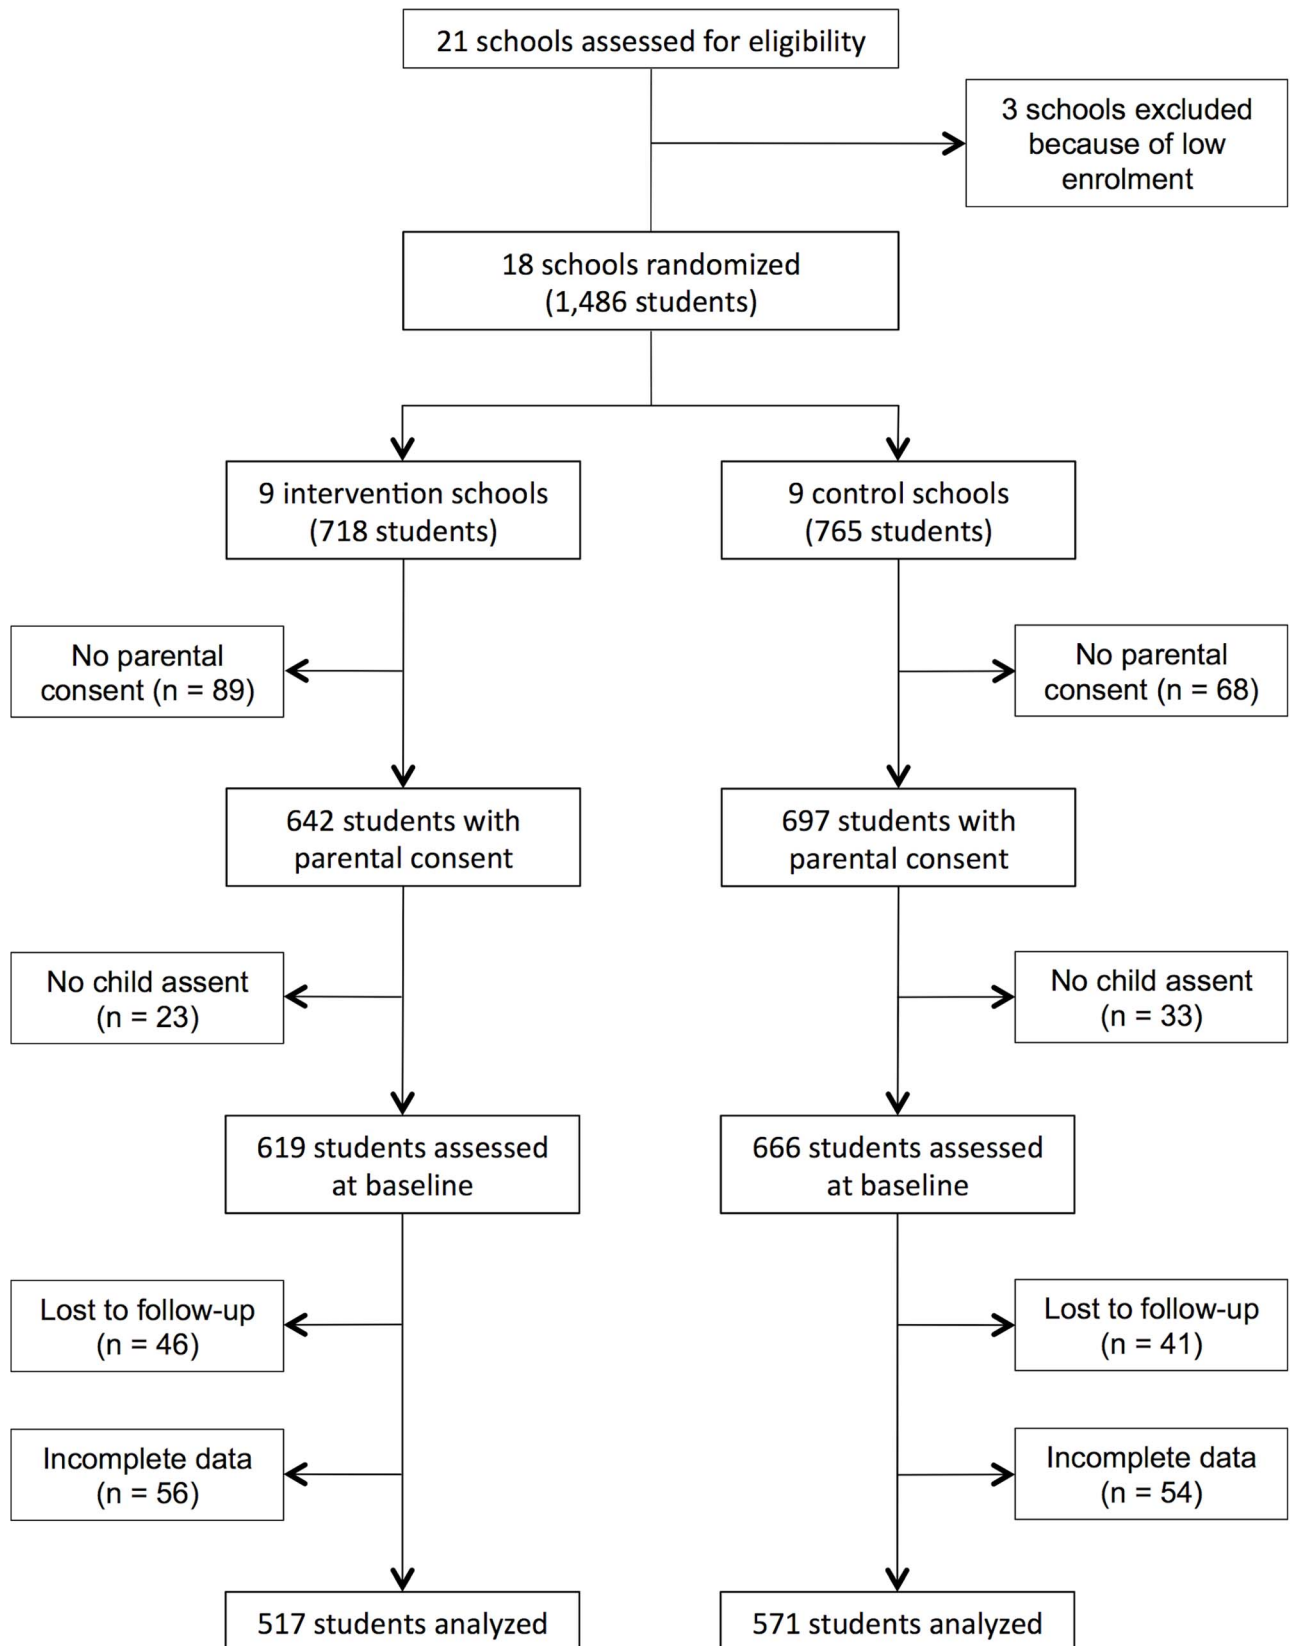 21 schools assessed for eligibility
3 schools excluded
because of low
enrolment
18 schools randomized
(1,486 students)
9 intervention schools
(718 students)
9 control schools
(765 students)
No parental
consent (n = 89)
No parental
consent (n = 68)
642 students with
parental consent
697 students with
parental consent
No child assent
(n = 23)
No child assent
(n = 33)
619 students assessed
at baseline
666 students assessed
at baseline
Lost to follow-up
(n = 46)
Lost to follow-up
(n = 41)
Incomplete data
(n = 56)
Incomplete data
(n = 54)
517 students analyzed
571 students analyzed